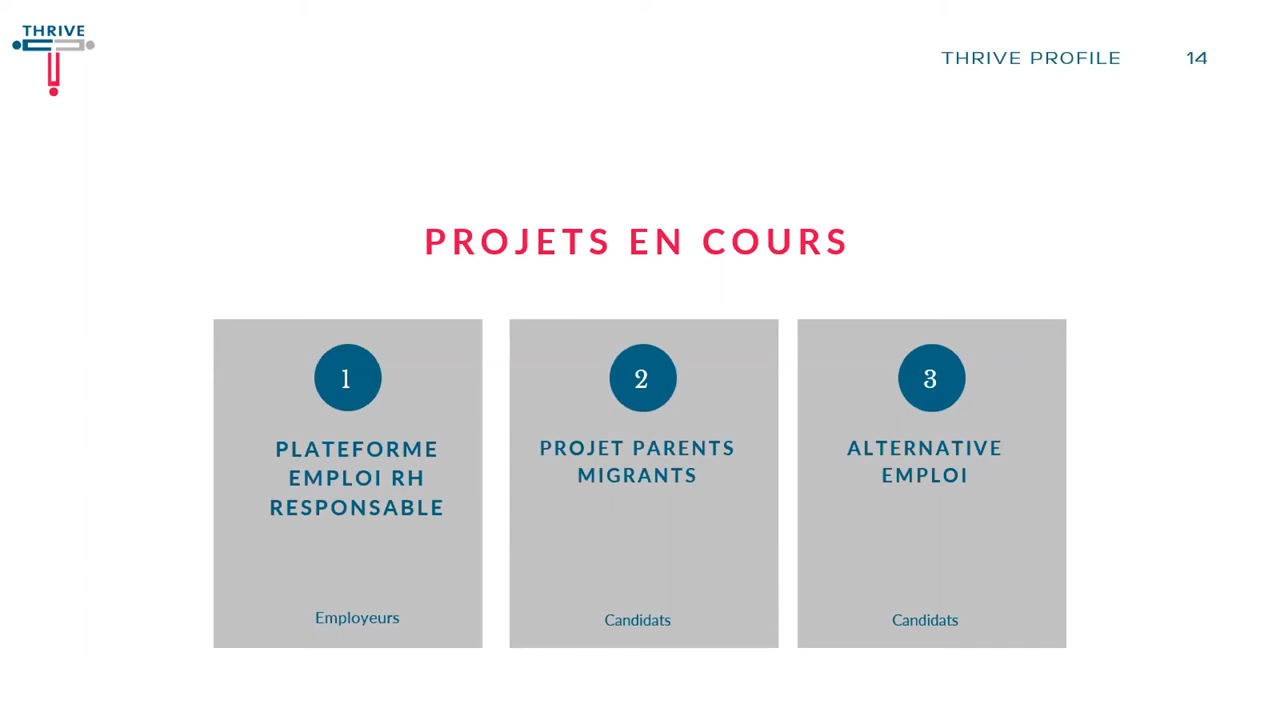 THRIVE
THRIVE PROFILE 14
PROJETS EN COURS
1
PLATEFORME
EMPLOI RH
RESPONSABLE
Employeurs
2
PROJET PARENTS
MIGRANTS
Candidats
3
ALTERNATIVE
EMPLOI
Candidats